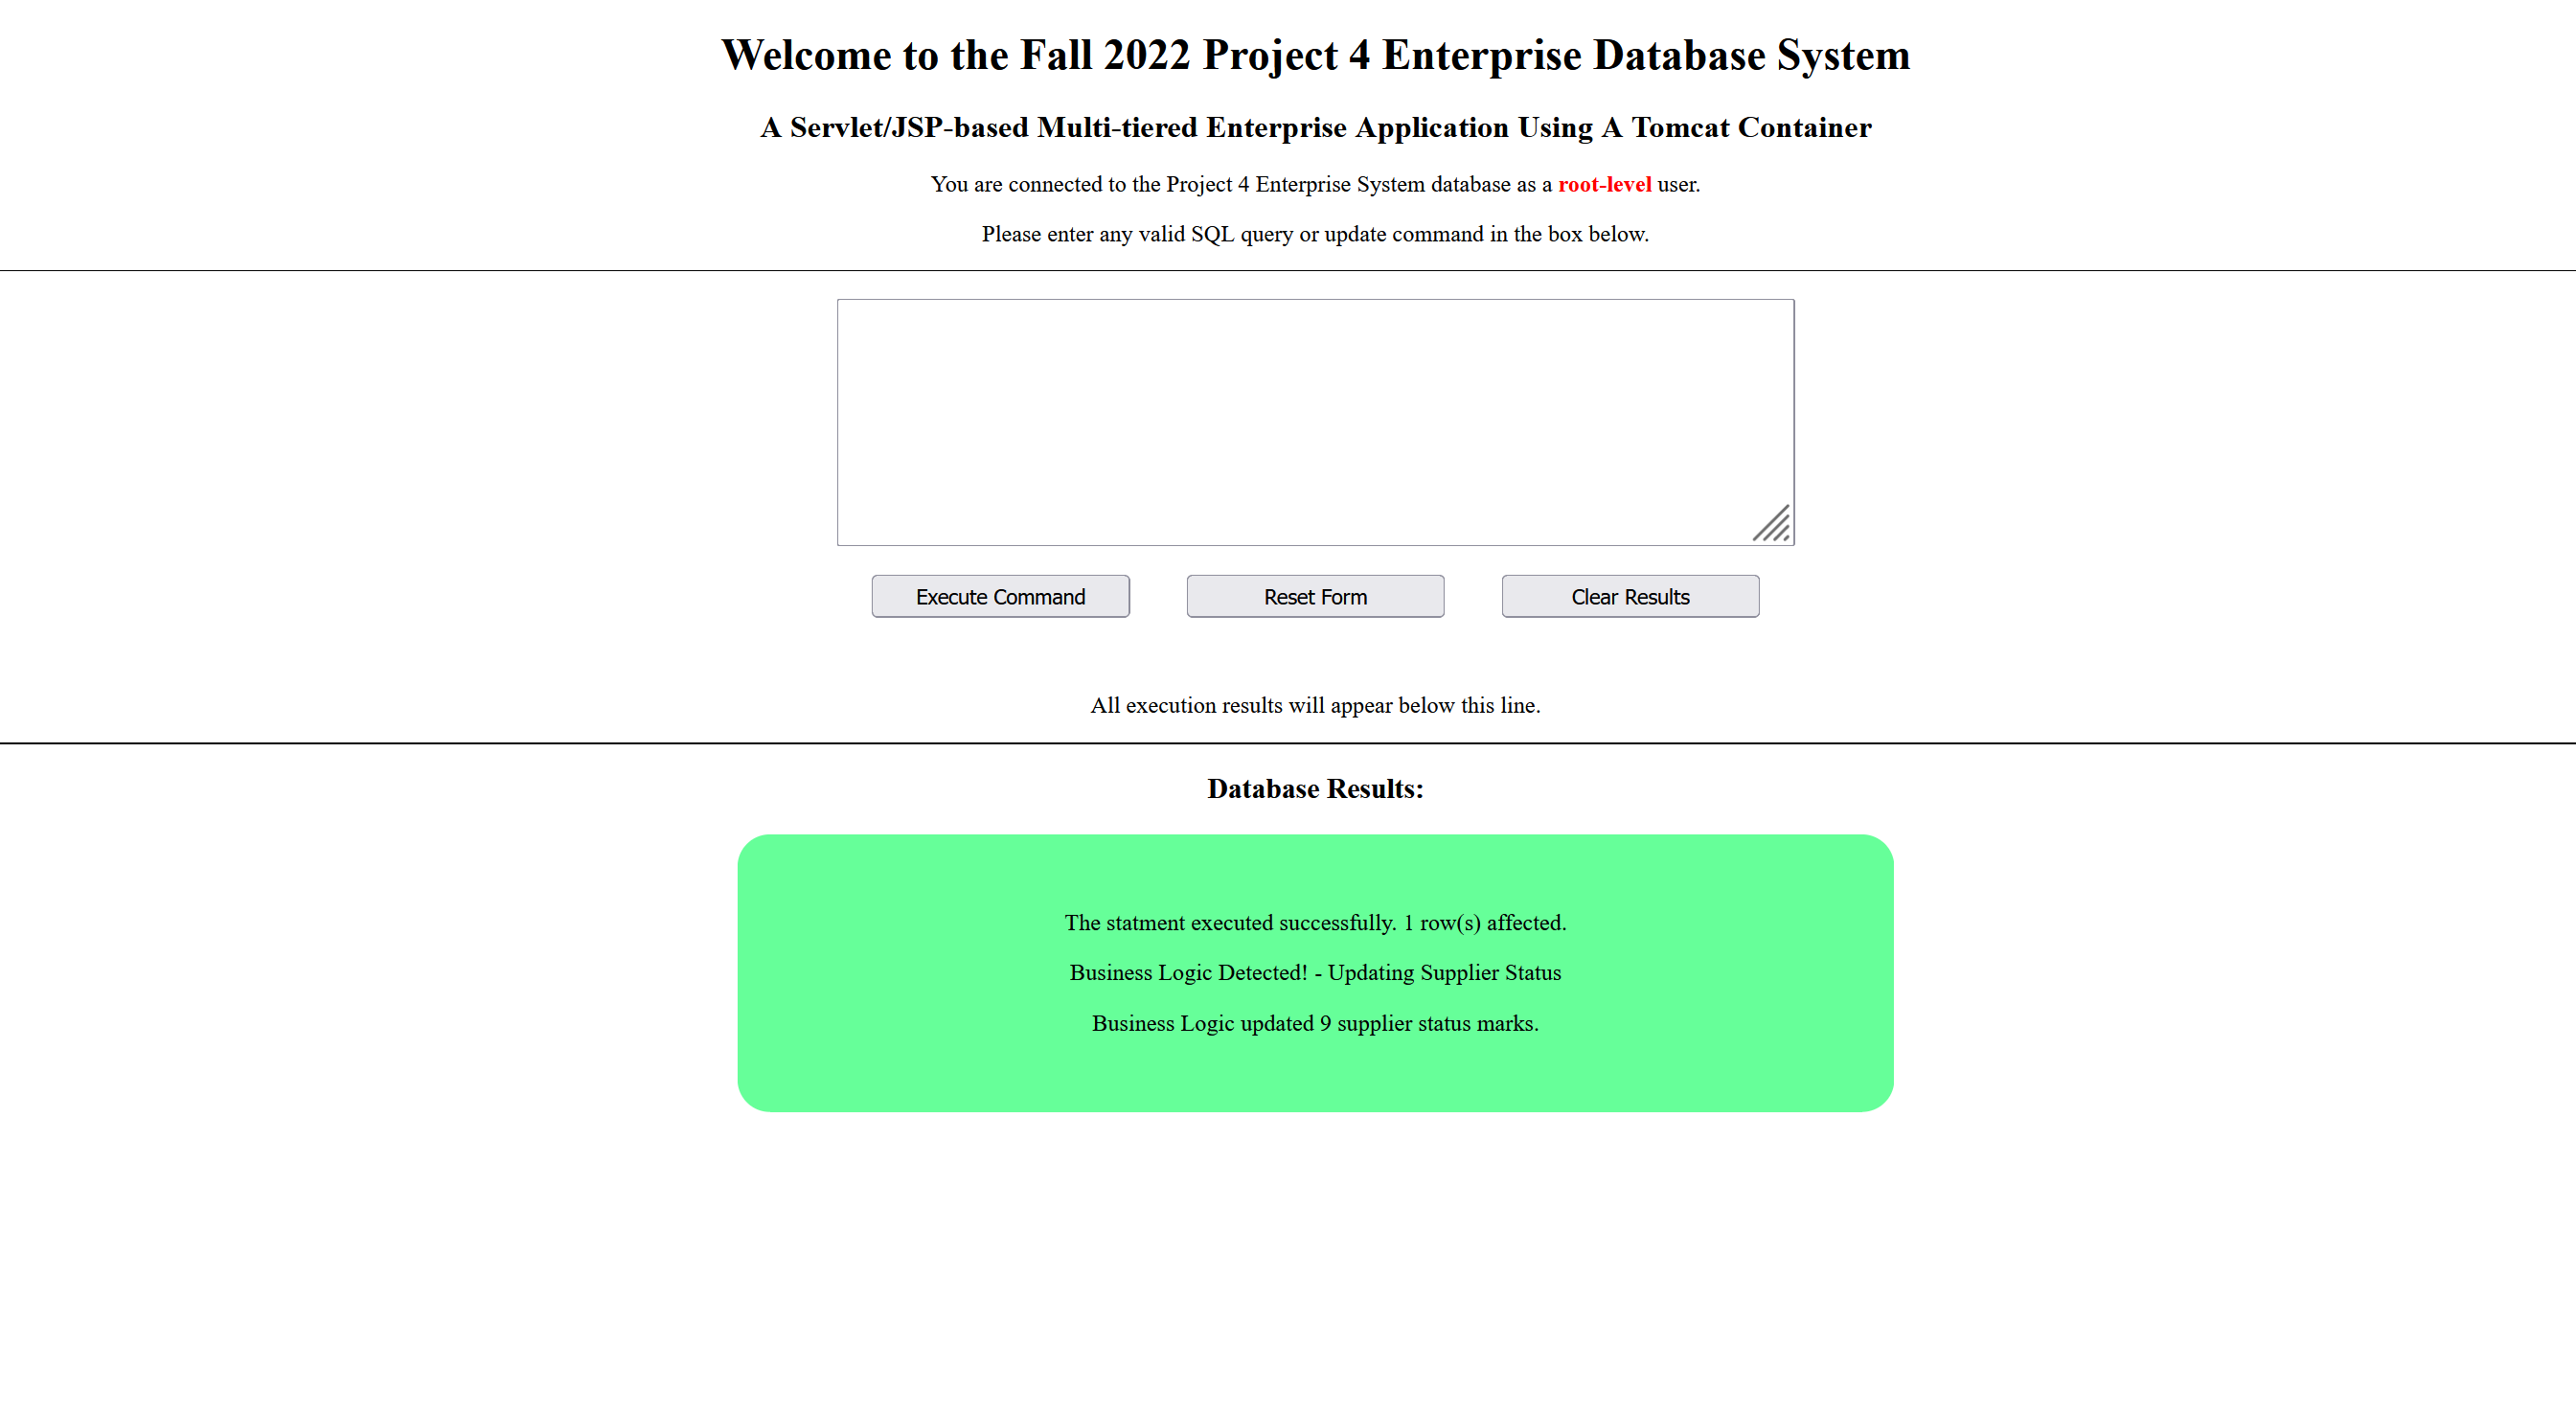 Welcome to the Fall 2022 Project 4 Enterprise Database System
A Servlet/JSP-based Multi-tiered Enterprise Application Using A Tomcat Container
You are connected to the Project 4 Enterprise System database as a root-level user.
Please enter any valid SQL query or update command in the box below.
Execute Command
Reset Form
Clear Results
All execution results will appear below this line.
Database Results:
The statment executed successfully. 1 row(s) affected.
Business Logic Detected! - Updating Supplier Status
Business Logic updated 9 supplier status marks.